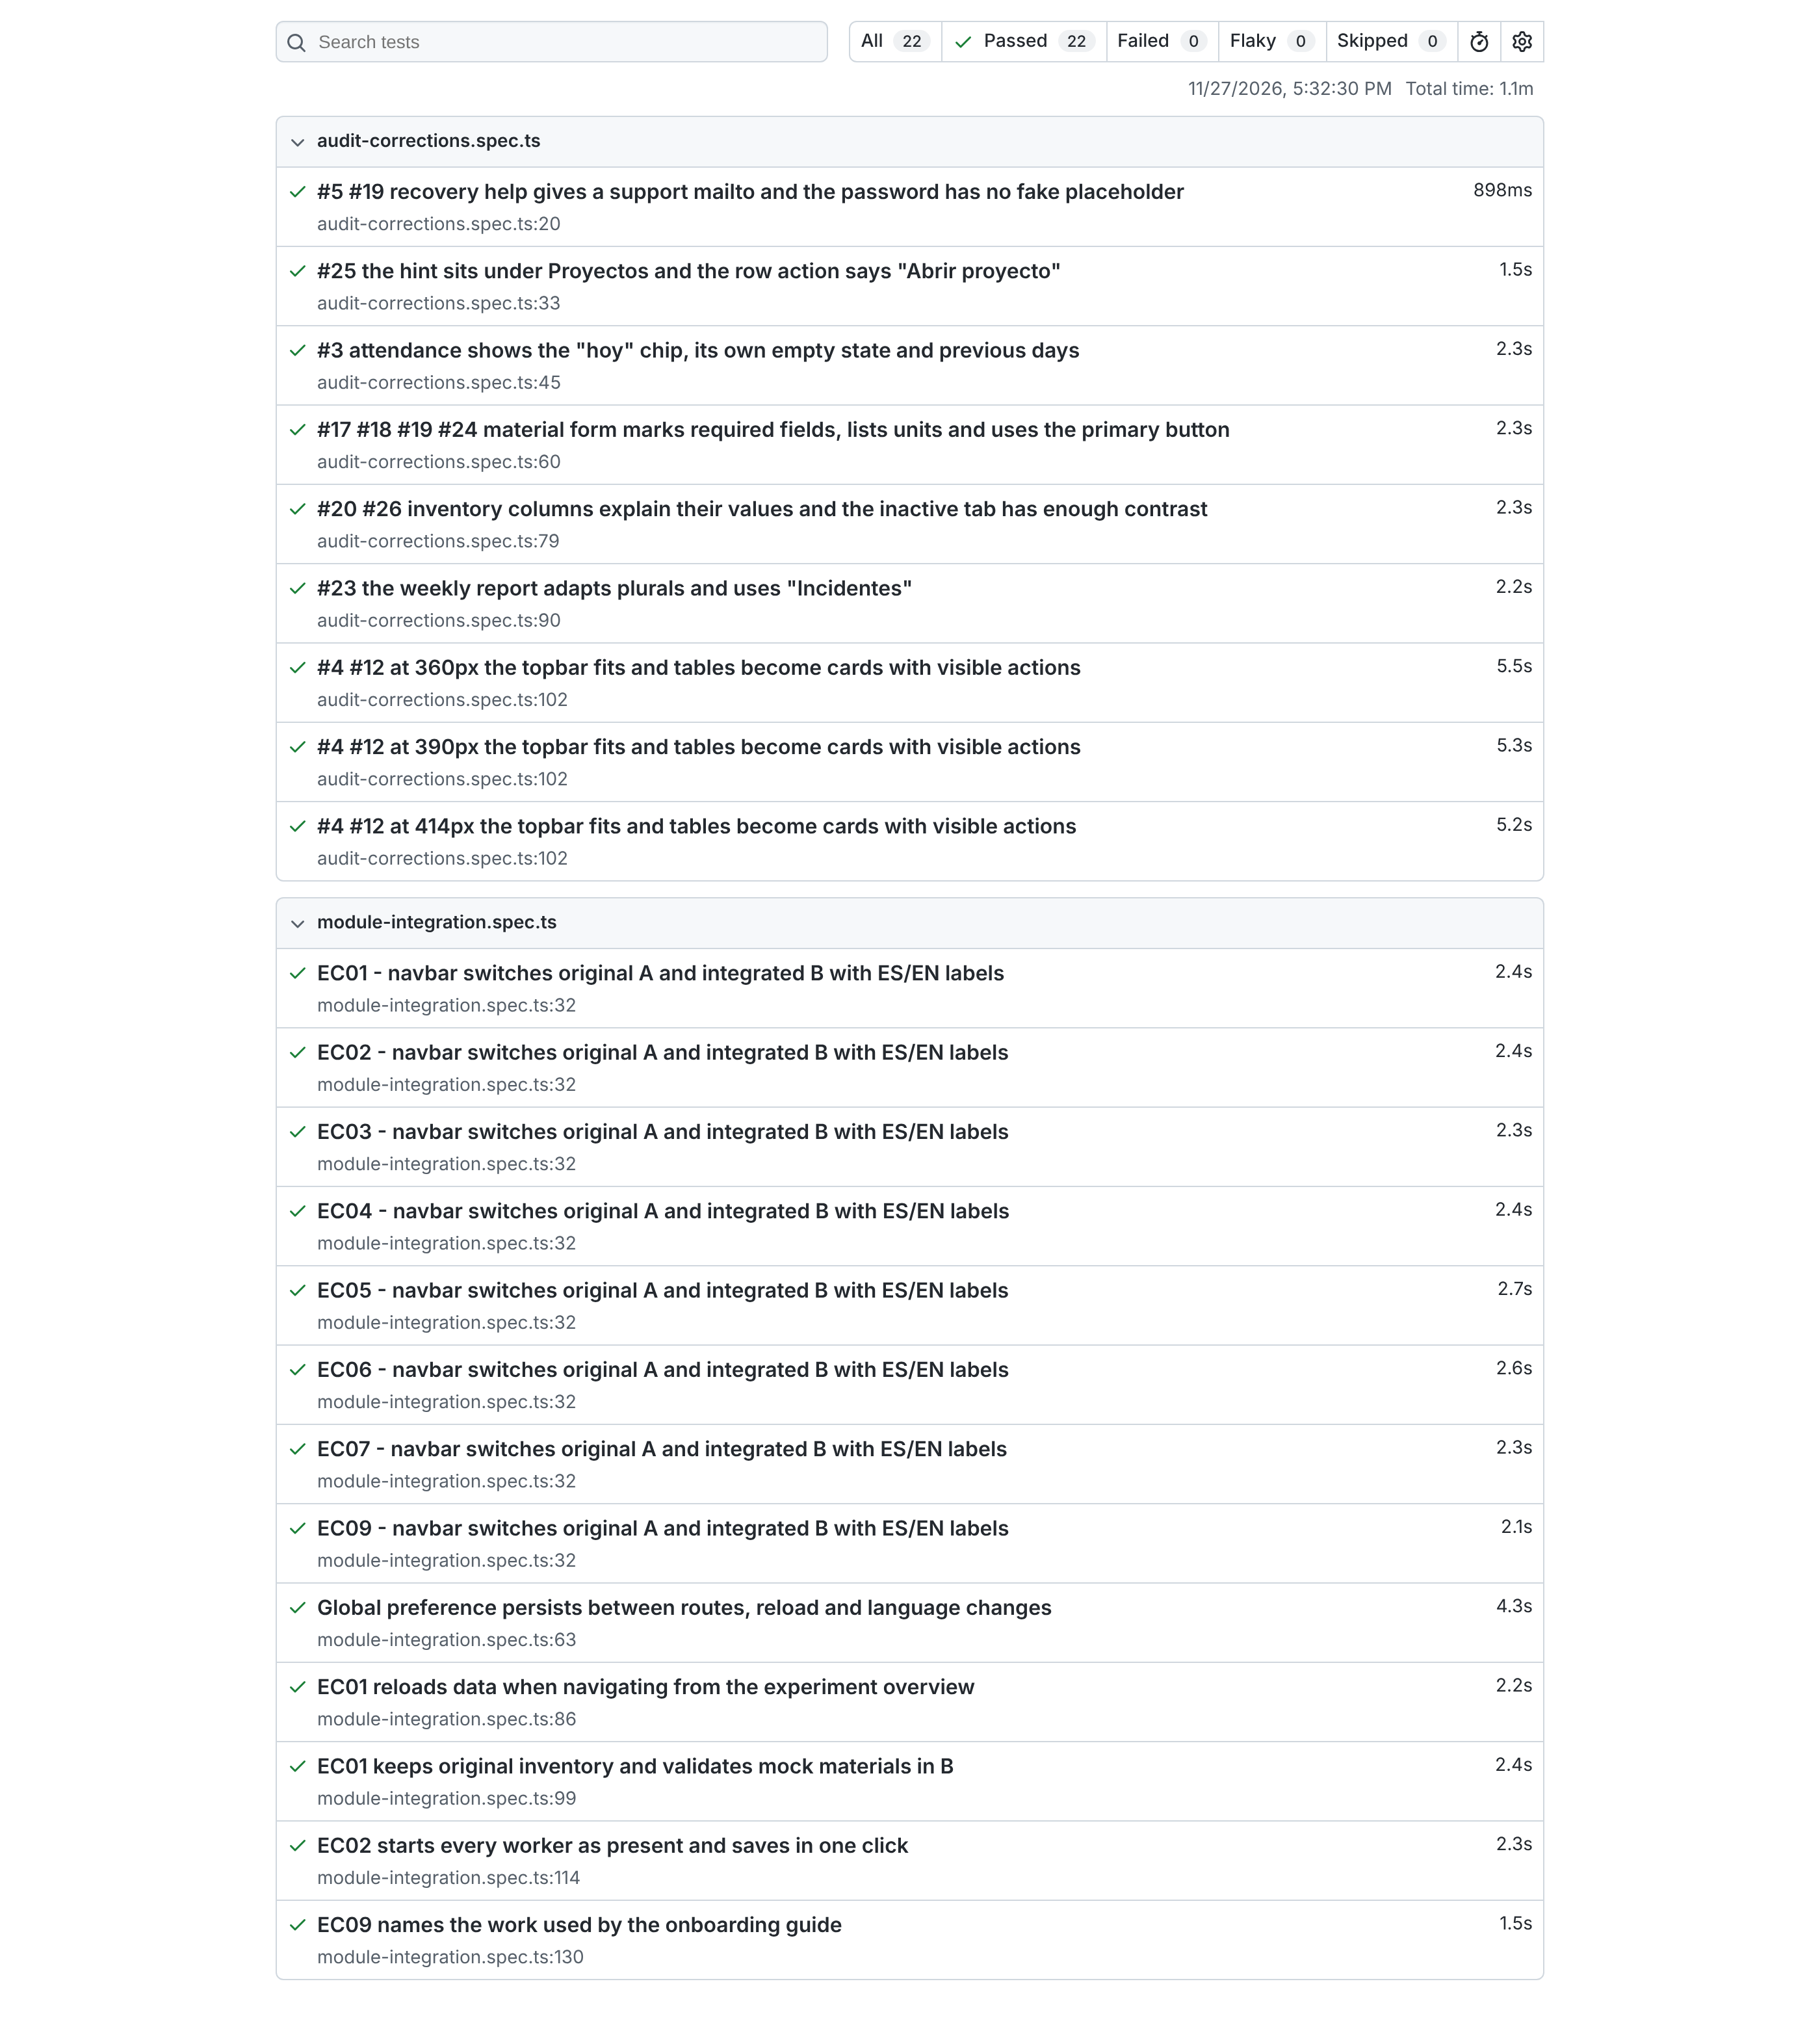 Search tests
All 22 Passed 22 Failed 0 Flaky 0 Skipped 0
11/27/2026, 5:32:30 PM Total time: 1.1m
audit-corrections.spec.ts
#5 #19 recovery help gives a support mailto and the password has no fake placeholder 898ms
audit-corrections.spec.ts:20
#25 the hint sits under Proyectos and the row action says "Abrir proyecto" 1.5s
audit-corrections.spec.ts:33
#3 attendance shows the "hoy" chip, its own empty state and previous days 2.3s
audit-corrections.spec.ts:45
#17 #18 #19 #24 material form marks required fields, lists units and uses the primary button 2.3s
audit-corrections.spec.ts:60
#20 #26 inventory columns explain their values and the inactive tab has enough contrast 2.3s
audit-corrections.spec.ts:79
#23 the weekly report adapts plurals and uses "Incidentes" 2.2s
audit-corrections.spec.ts:90
#4 #12 at 360px the topbar fits and tables become cards with visible actions 5.5s
audit-corrections.spec.ts:102
#4 #12 at 390px the topbar fits and tables become cards with visible actions 5.3s
audit-corrections.spec.ts:102
#4 #12 at 414px the topbar fits and tables become cards with visible actions 5.2s
audit-corrections.spec.ts:102
module-integration.spec.ts
EC01 - navbar switches original A and integrated B with ES/EN labels 2.4s
module-integration.spec.ts:32
EC02 - navbar switches original A and integrated B with ES/EN labels 2.4s
module-integration.spec.ts:32
EC03 - navbar switches original A and integrated B with ES/EN labels 2.3s
module-integration.spec.ts:32
EC04 - navbar switches original A and integrated B with ES/EN labels 2.4s
module-integration.spec.ts:32
EC05 - navbar switches original A and integrated B with ES/EN labels 2.7s
module-integration.spec.ts:32
EC06 - navbar switches original A and integrated B with ES/EN labels 2.6s
module-integration.spec.ts:32
EC07 - navbar switches original A and integrated B with ES/EN labels 2.3s
module-integration.spec.ts:32
EC09 - navbar switches original A and integrated B with ES/EN labels 2.1s
module-integration.spec.ts:32
Global preference persists between routes, reload and language changes 4.3s
module-integration.spec.ts:63
EC01 reloads data when navigating from the experiment overview 2.2s
module-integration.spec.ts:86
EC01 keeps original inventory and validates mock materials in B 2.4s
module-integration.spec.ts:99
EC02 starts every worker as present and saves in one click 2.3s
module-integration.spec.ts:114
EC09 names the work used by the onboarding guide 1.5s
module-integration.spec.ts:130